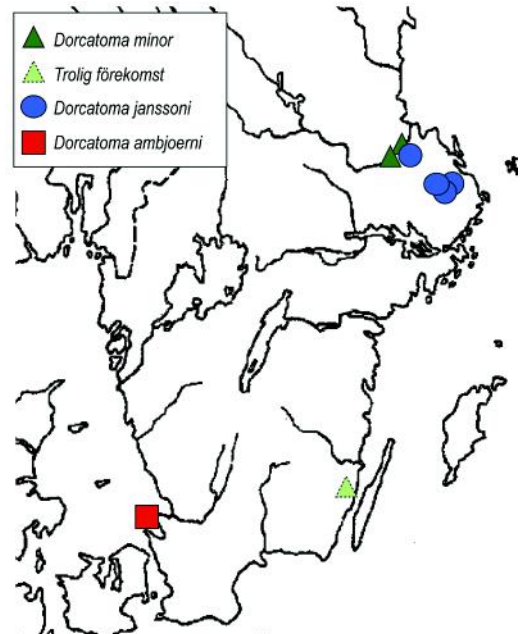 Dorcatoma minor
Trolig förekomst
Dorcatoma janssoni
Dorcatoma ambjoerni